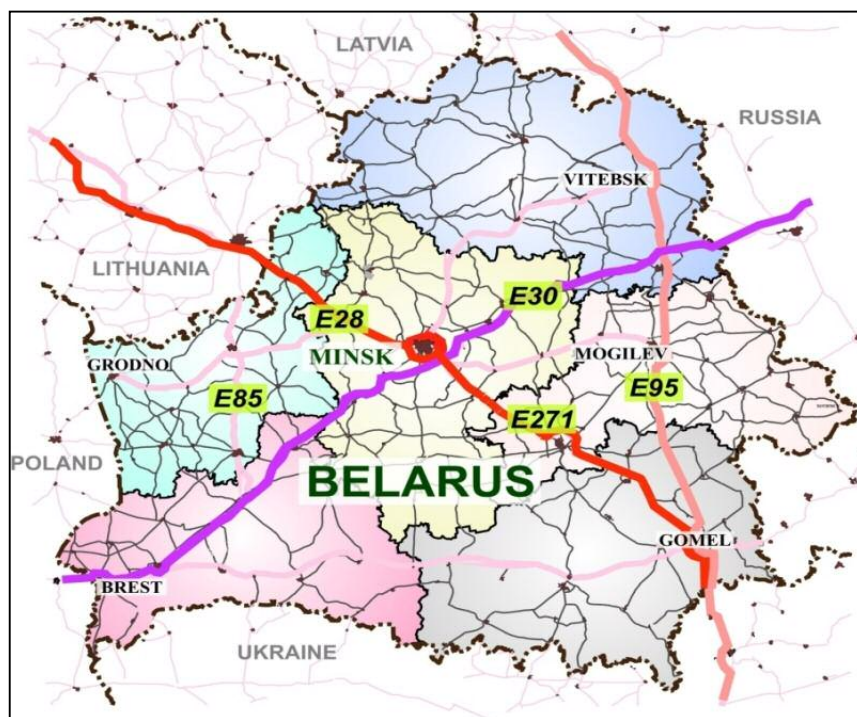 LATVIA
RUSSIA
VITEBSK
LITHUANIA
E30
E28
MINSK
MOGILEV
GRODNO
E85
E95
E271
POLAND
BELARUS
GOMEL
BREST
UKRAINE